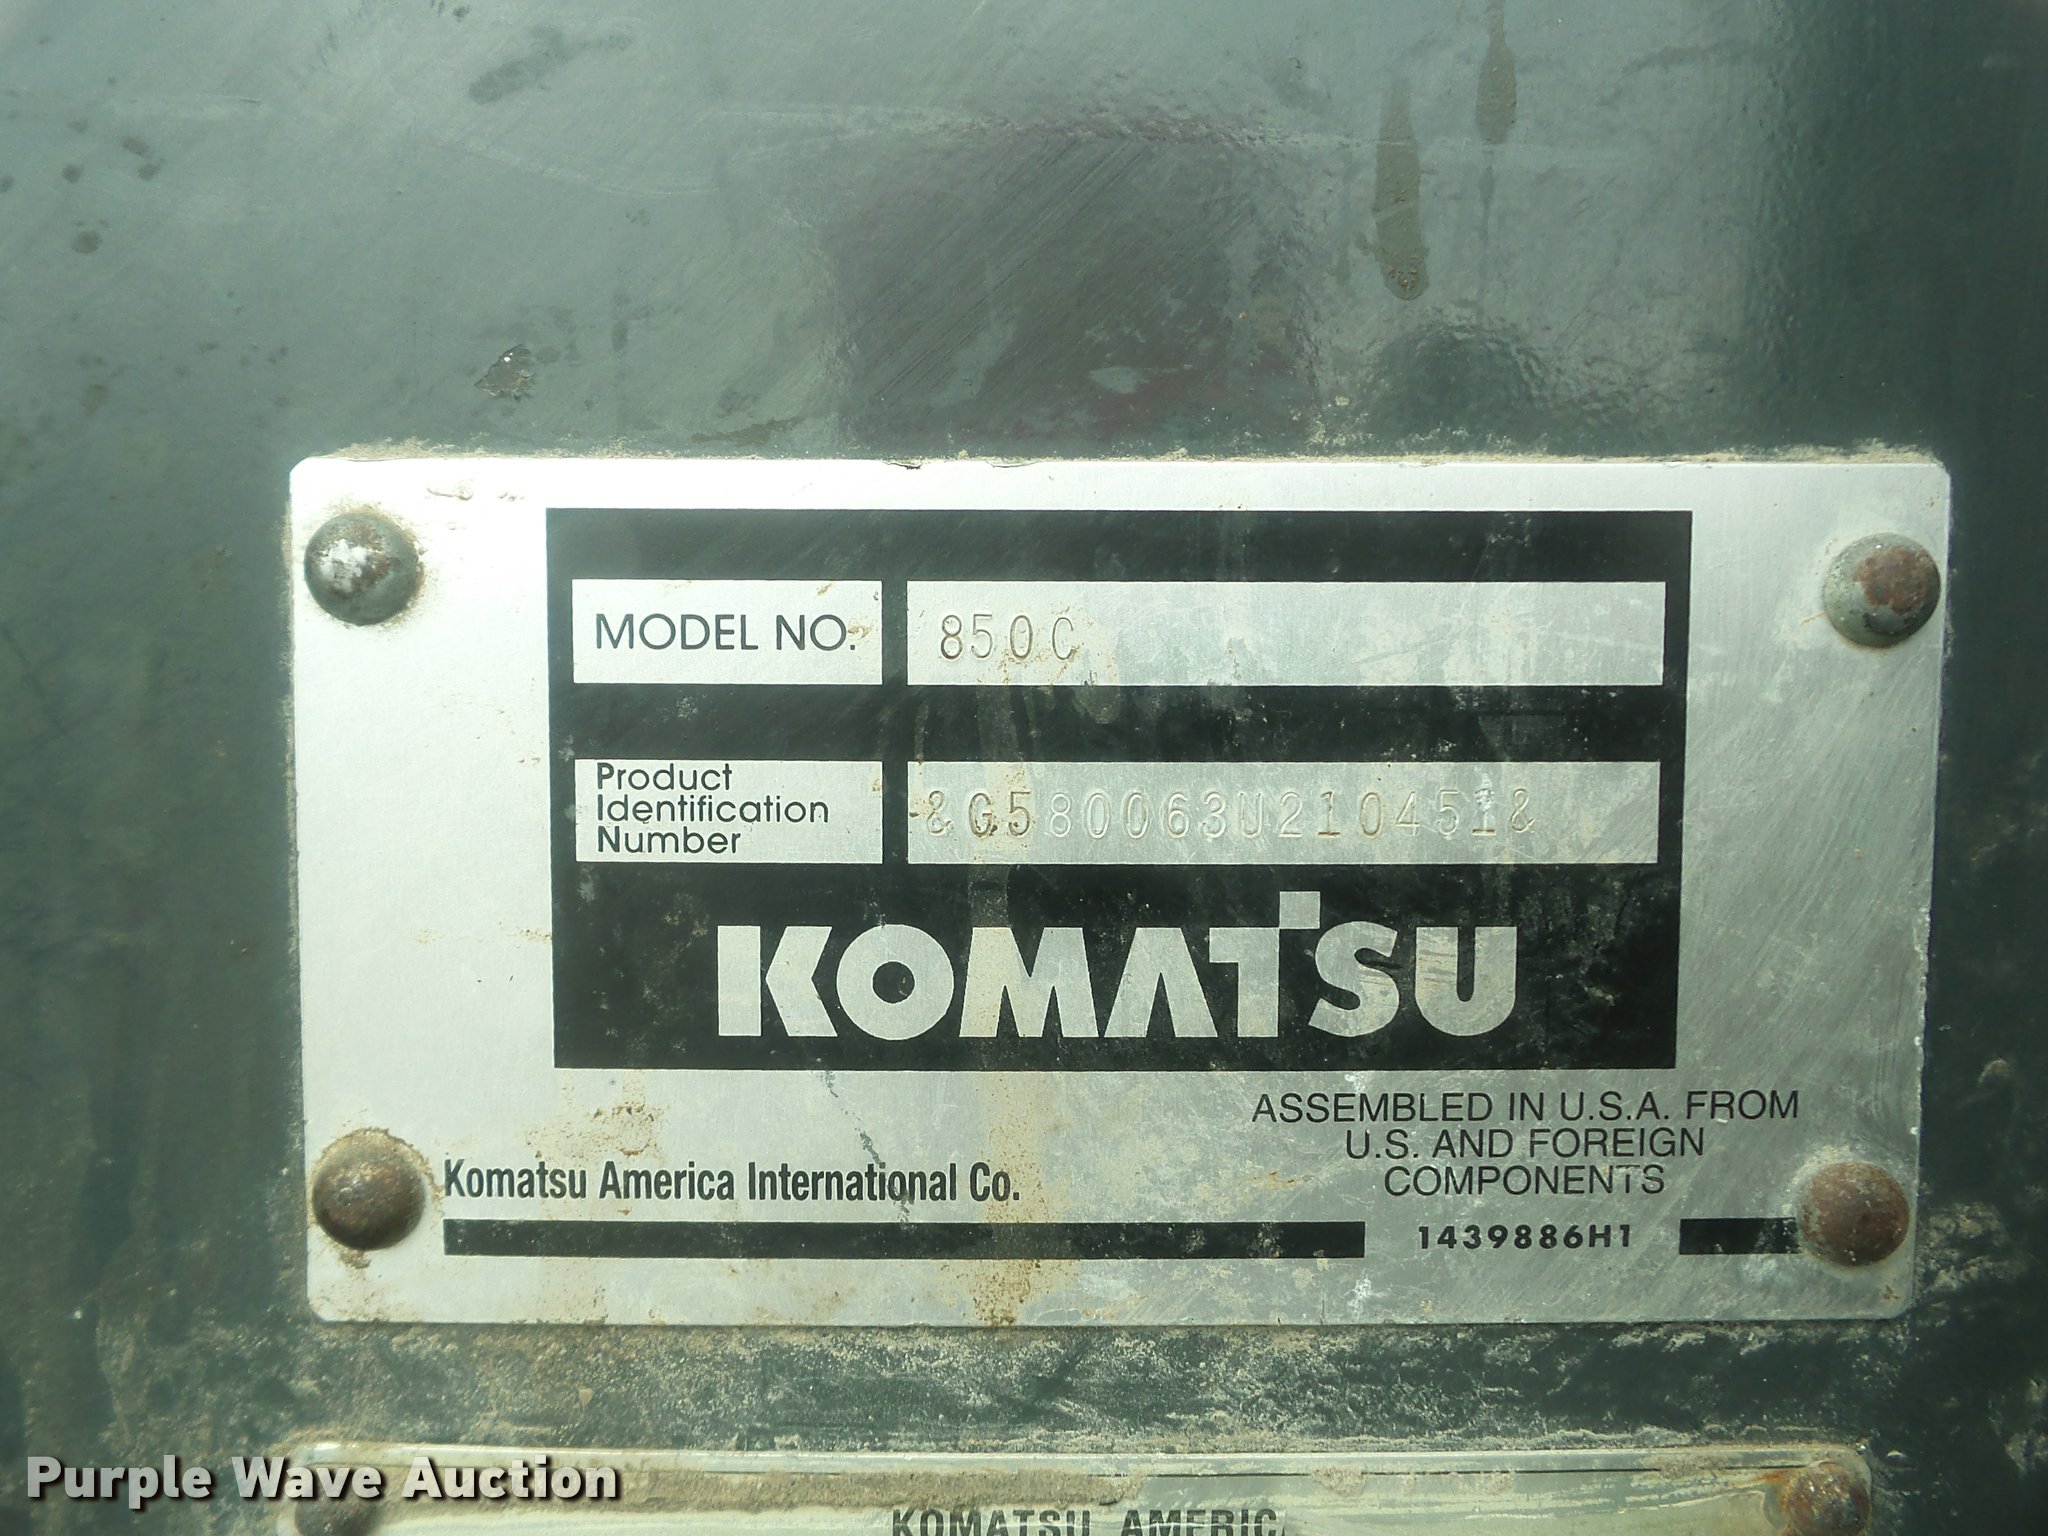 MODEL NO. 850C
Product
Identification
Number
&G580063U210451&
KOMATSU
ASSEMBLED IN U.S.A. FROM
U.S. AND FOREIGN
COMPONENTS
Komatsu America International Co.
1439886H1
Purple Wave Auction
KOMATSU AMERICA